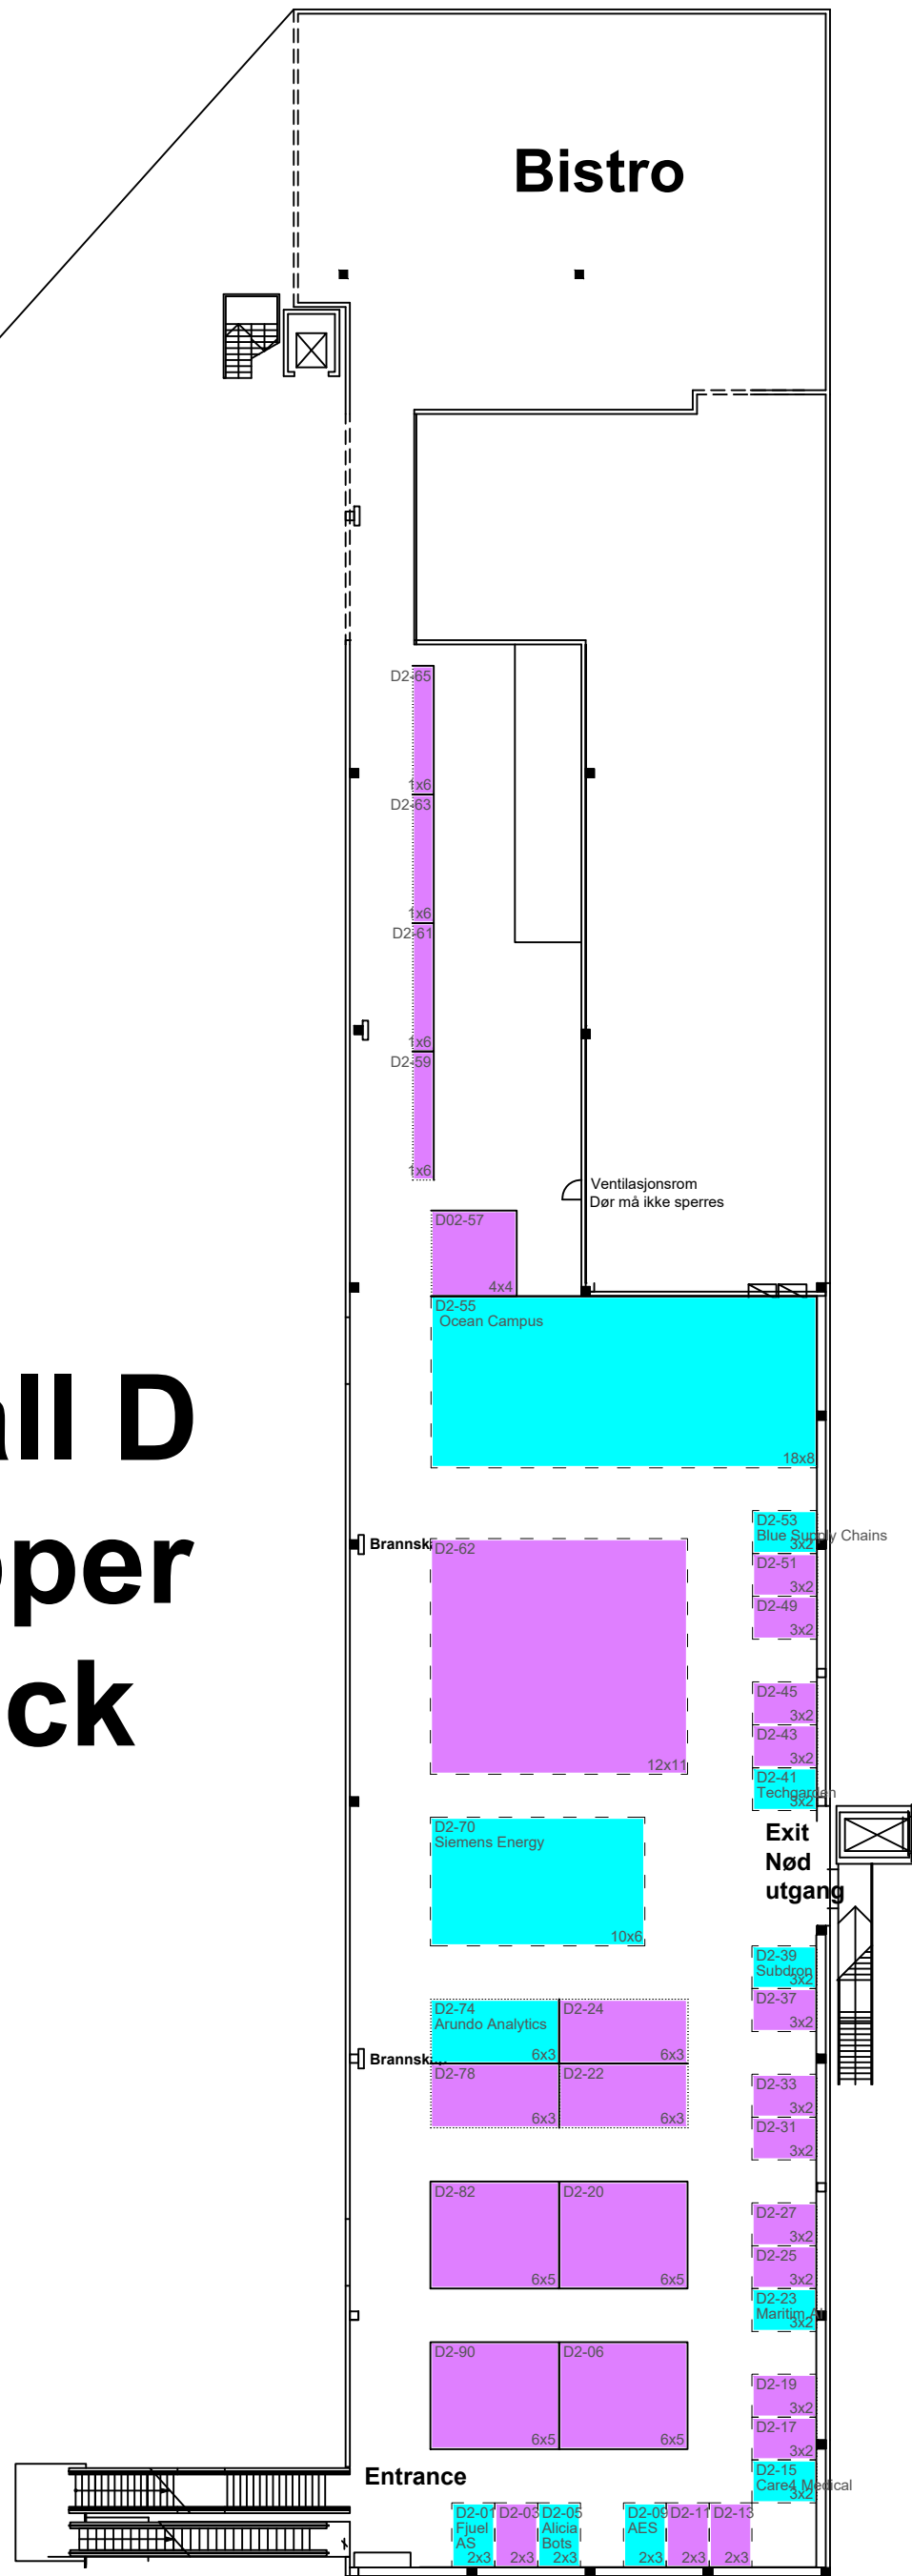 Bistro
D2-65
1x6
D2-63
1x6
D2-61
1x6
D2-59
1x6
Ventilasjonsrom
Dør må ikke sperres
D02-57
4x4
D2-55
Ocean Campus
18x8
all D
pper
ck
D2-53
Blue Supply Chains
3x2
D2-51
3x2
D2-49
3x2
Brannsk
D2-62
12x11
D2-45
3x2
D2-43
3x2
D2-41
Techgarden
3x2
D2-70
Siemens Energy
10x6
Exit
Nød
utgang
D2-39
Subdron
3x2
D2-37
3x2
D2-74
Arundo Analytics
6x3
D2-24
6x3
Brannsk
D2-78
6x3
D2-22
6x3
D2-33
3x2
D2-31
3x2
D2-82
6x5
D2-20
6x5
D2-27
3x2
D2-25
3x2
D2-23
Maritim AI
3x2
D2-90
6x5
D2-06
6x5
D2-19
3x2
D2-17
3x2
D2-15
Care4 Medical
3x2
Entrance
D2-01
Fjuel
AS
2x3
D2-03
2x3
D2-05
Alicia
Bots
2x3
D2-09
AES
2x3
D2-11
2x3
D2-13
2x3